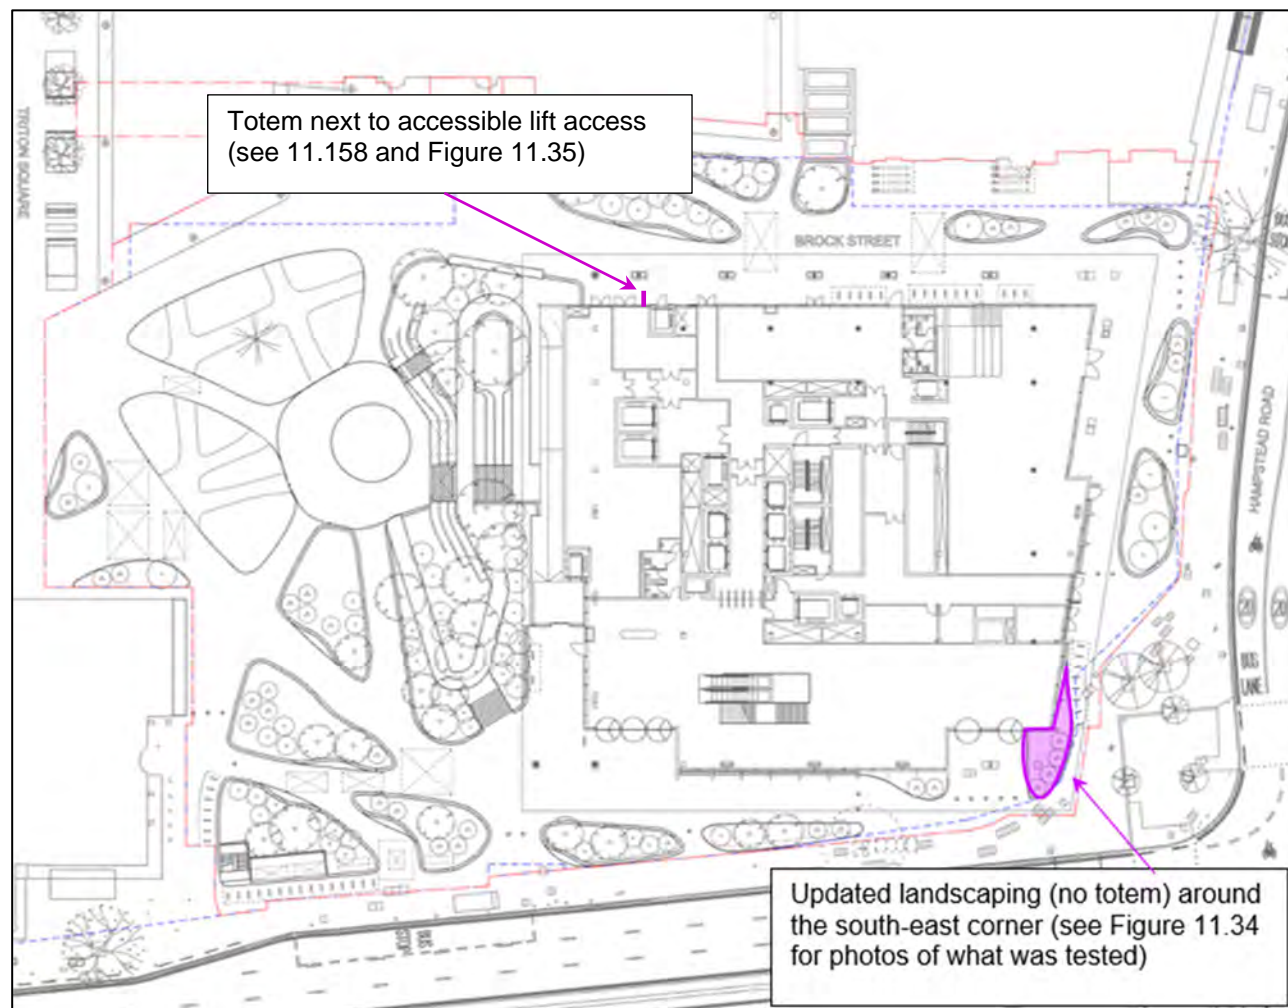 Totem next to accessible lift access
(see 11.158 and Figure 11.35)
TRITON SQUARE
BROCK STREET
HAMPSTEAD ROAD
BUS
LANE
BUS
STOP
Updated landscaping (no totem) around
the south-east corner (see Figure 11.34
for photos of what was tested)